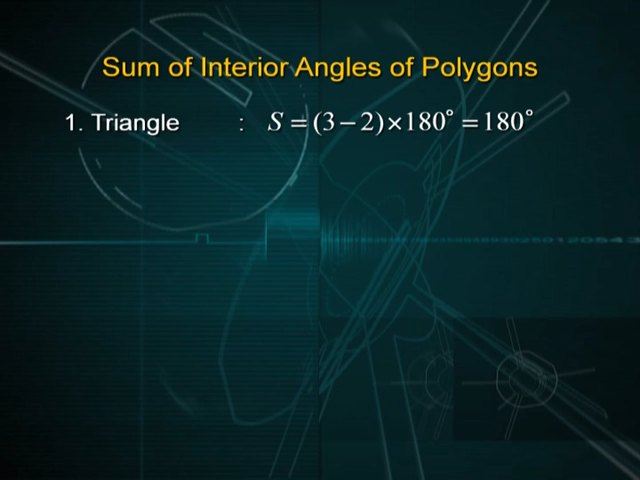 Sum of Interior Angles of Polygons
1. Triangle : S = (3 − 2) × 180° = 180°